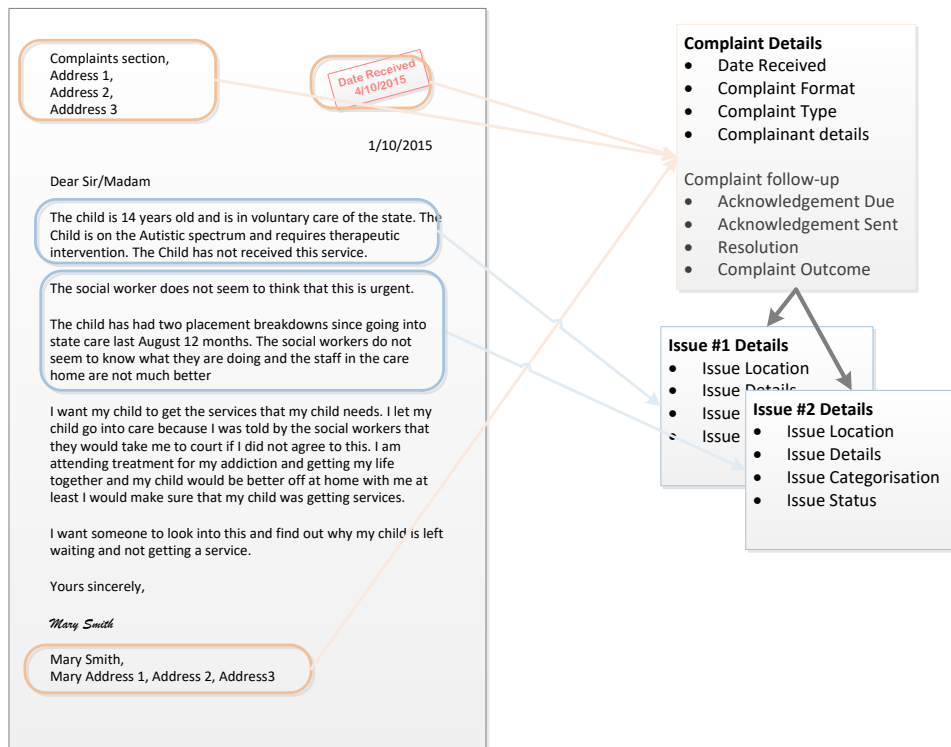 Complaints section,
Address 1,
Address 2,
Adddress 3
Date Received
4/10/2015
1/10/2015
Dear Sir/Madam
The child is 14 years old and is in voluntary care of the state. The
Child is on the Autistic spectrum and requires therapeutic
intervention. The Child has not received this service.
The social worker does not seem to think that this is urgent.
The child has had two placement breakdowns since going into
state care last August 12 months. The social workers do not
seem to know what they are doing and the staff in the care
home are not much better
I want my child to get the services that my child needs. I let my
child go into care because I was told by the social workers that
they would take me to court if I did not agree to this. I am
attending treatment for my addiction and getting my life
together and my child would be better off at home with me at
least I would make sure that my child was getting services.
I want someone to look into this and find out why my child is left
waiting and not getting a service.
Yours sincerely,
Mary Smith
Mary Smith,
Mary Address 1, Address 2, Address3
Complaint Details
• Date Received
• Complaint Format
• Complaint Type
• Complainant details
Complaint follow-up
• Acknowledgement Due
• Acknowledgement Sent
• Resolution
• Complaint Outcome
Issue #1 Details
• Issue Location
• Issue Details
• Issue
• Issue
Issue #2 Details
• Issue Location
• Issue Details
• Issue Categorisation
• Issue Status